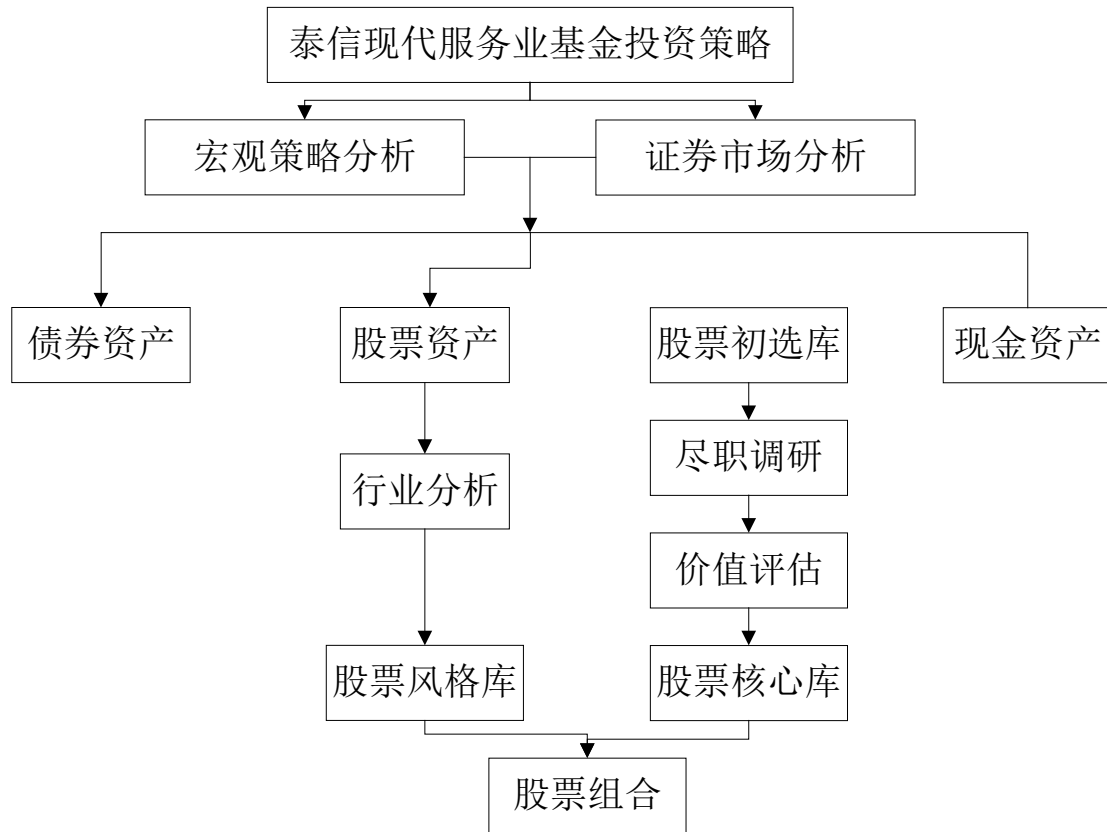 泰信现代服务业基金投资策略
宏观策略分析
证券市场分析
债券资产
股票资产
股票初选库
现金资产
尽职调研
行业分析
价值评估
股票风格库
股票核心库
股票组合